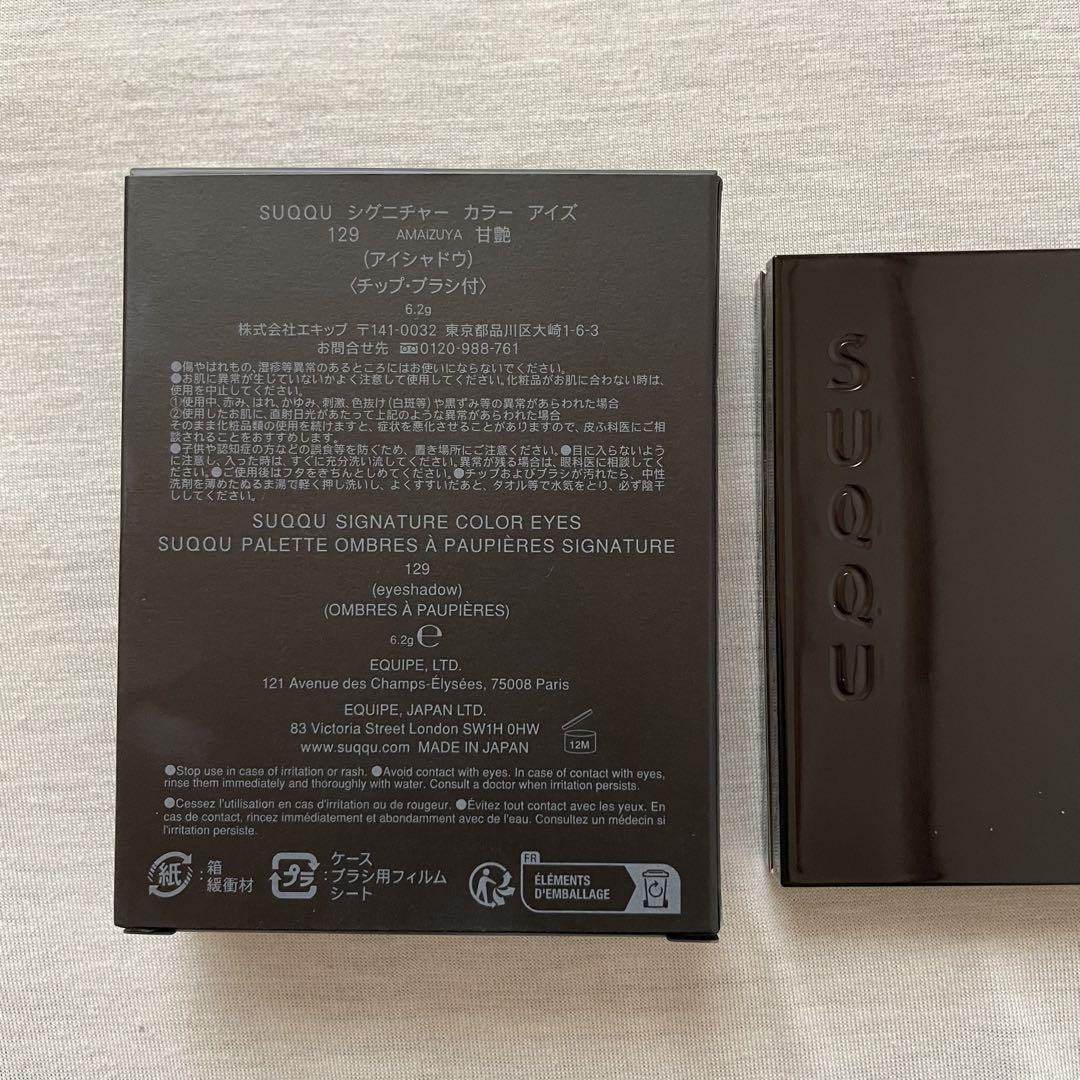 SUQQU シグニチャー カラー アイズ
129 AMAIZUYA 甘艶
(アイシャドウ)
〈チップ・ブラシ付〉
6.2g
株式会社エキップ 〒141-0032 東京都品川区大崎1-6-3
お問合せ先 0120-988-761
●傷やはれもの、湿疹等異常のあるところにはお使いにならないでください。
●お肌に異常が生じていないかよく注意して使用してください。化粧品がお肌に合わない時は、
使用を中止してください。
①使用中、赤み、はれ、かゆみ、刺激、色抜け(白斑等)や黒ずみ等の異常があらわれた場合
②使用したお肌に、直射日光があたって上記のような異常があらわれた場合
そのまま化粧品類の使用を続けますと、症状を悪化させることがありますので、皮ふ科医にご相
談されることをおすすめします。
●子供や認知症の方などの誤食等を防ぐため、置き場所にご注意ください。●目に入らないよう
に注意し、入った時は、すぐに充分洗い流してください。異常が残る場合は、眼科医に相談してく
ださい。●ご使用後はフタをきちんとしめてください。●チップおよびブラシが汚れたら、中性
洗剤を薄めたぬるま湯で軽く押し洗いし、よくすすいだあと、タオル等で水気をとり、必ず陰干
ししてください。
SUQQU SIGNATURE COLOR EYES
SUQQU PALETTE OMBRES À PAUPIÈRES SIGNATURE
129
(eyeshadow)
(OMBRES À PAUPIÈRES)
6.2g ℮
EQUIPE, LTD.
121 Avenue des Champs-Élysées, 75008 Paris
EQUIPE, JAPAN LTD.
83 Victoria Street London SW1H 0HW
www.suqqu.com MADE IN JAPAN
12M
●Stop use in case of irritation or rash. ●Avoid contact with eyes. In case of contact with eyes,
rinse them immediately and thoroughly with water. Consult a doctor when irritation persists.
●Cessez l'utilisation en cas d'irritation ou de rougeur. ●Évitez tout contact avec les yeux. En
cas de contact, rincez immédiatement et abondamment avec de l'eau. Consultez un médecin si
l'irritation persiste.
紙:箱
緩衝材
プラ:ケース
ブラシ用フィルム
シート
FR
ÉLÉMENTS
D'EMBALLAGE
SUQQU